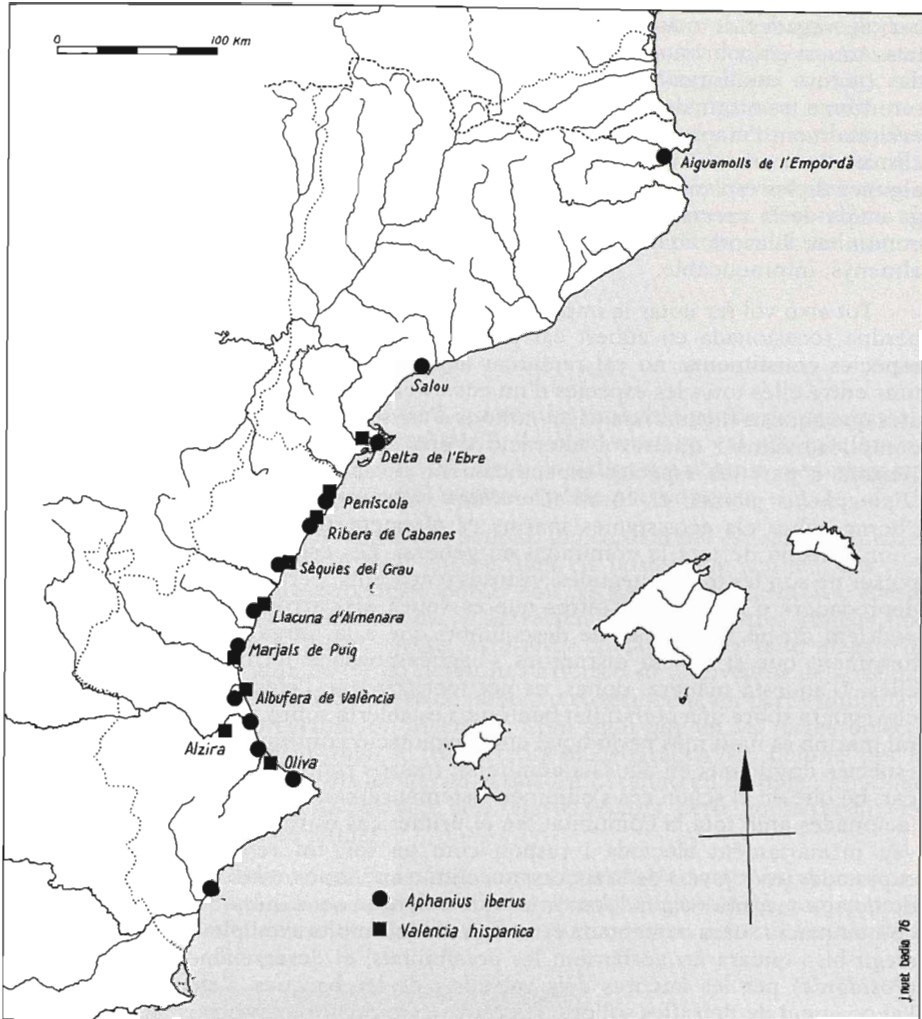 0 100 Km
Aiguamolls de l'Empordà
Salou
Delta de l'Ebre
Peníscola
Ribera de Cabanes
Sèquies del Grau
Llacuna d'Almenara
Marjals de Puig
Albufera de València
Alzira
Oliva
Aphanius iberus
Valencia hispanica
j. nuet badia 76